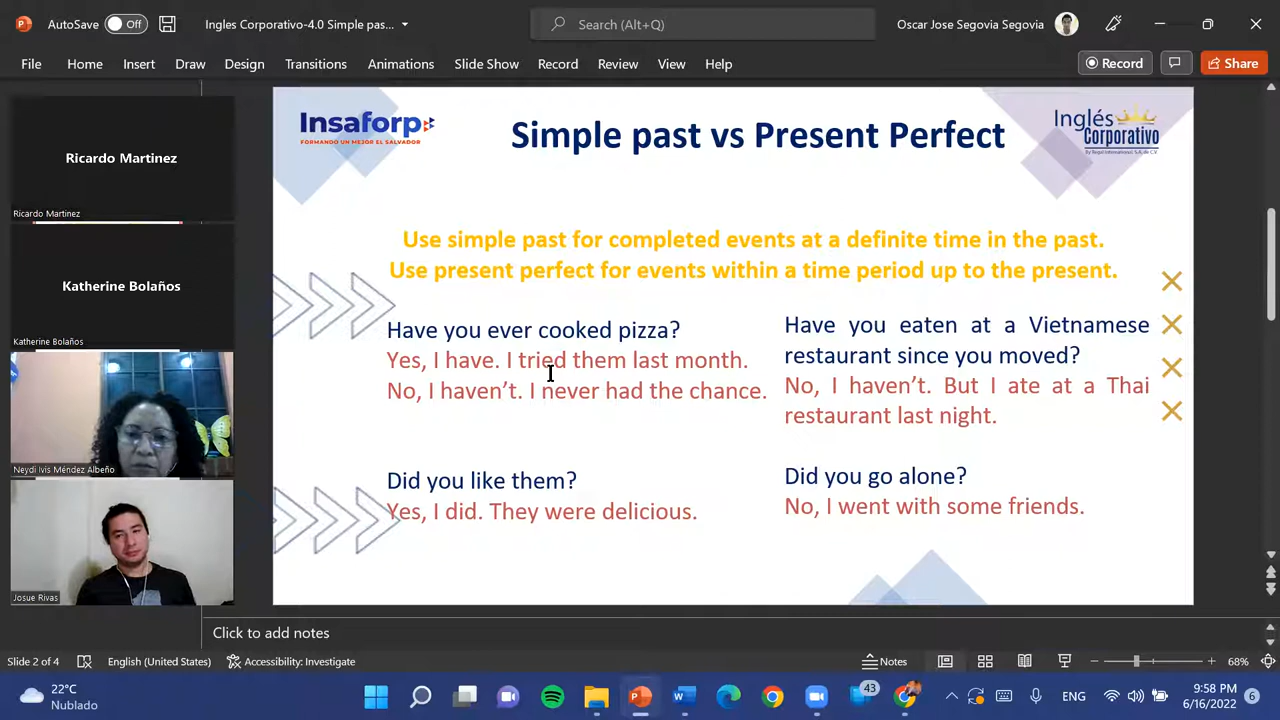 AutoSave Off
Ingles Corporativo-4.0 Simple pas...
Search (Alt+Q)
Oscar Jose Segovia Segovia
File Home Insert Draw Design Transitions Animations Slide Show Record Review View Help
Record
Share
Ricardo Martinez
Ricardo Martinez
Katherine Bolaños
Katherine Bolaños
Neydi Ivis Méndez Albeño
Josue Rivas
Insaforp
FORMANDO UN MEJOR EL SALVADOR
Simple past vs Present Perfect
Inglés
Corporativo
By Regal International, S.A. de C.V.
Use simple past for completed events at a definite time in the past.
Use present perfect for events within a time period up to the present.
Have you ever cooked pizza?
Yes, I have. I tried them last month.
No, I haven’t. I never had the chance.
Did you like them?
Yes, I did. They were delicious.
Have you eaten at a Vietnamese
restaurant since you moved?
No, I haven’t. But I ate at a Thai
restaurant last night.
Did you go alone?
No, I went with some friends.
Click to add notes
Slide 2 of 4
English (United States)
Accessibility: Investigate
Notes
68%
22°C
Nublado
43
ENG
9:58 PM
6/16/2022
6